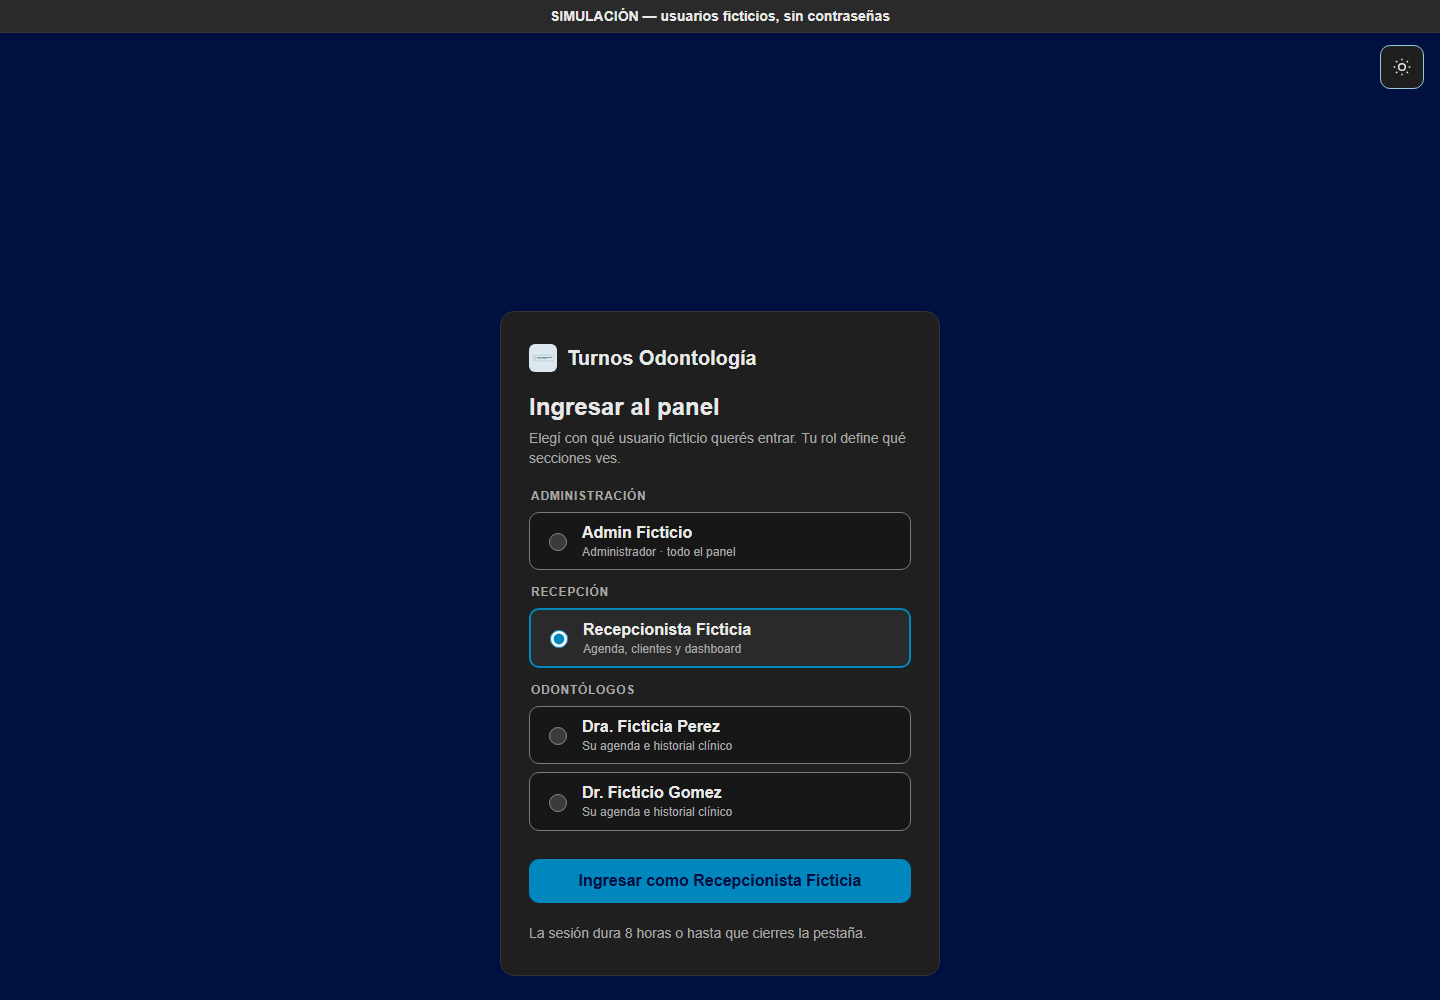 SIMULACIÓN — usuarios ficticios, sin contraseñas
Turnos Odontología
Ingresar al panel
Elegí con qué usuario ficticio querés entrar. Tu rol define qué
secciones ves.
ADMINISTRACIÓN
Admin Ficticio
Administrador · todo el panel
RECEPCIÓN
Recepcionista Ficticia
Agenda, clientes y dashboard
ODONTÓLOGOS
Dra. Ficticia Perez
Su agenda e historial clínico
Dr. Ficticio Gomez
Su agenda e historial clínico
Ingresar como Recepcionista Ficticia
La sesión dura 8 horas o hasta que cierres la pestaña.